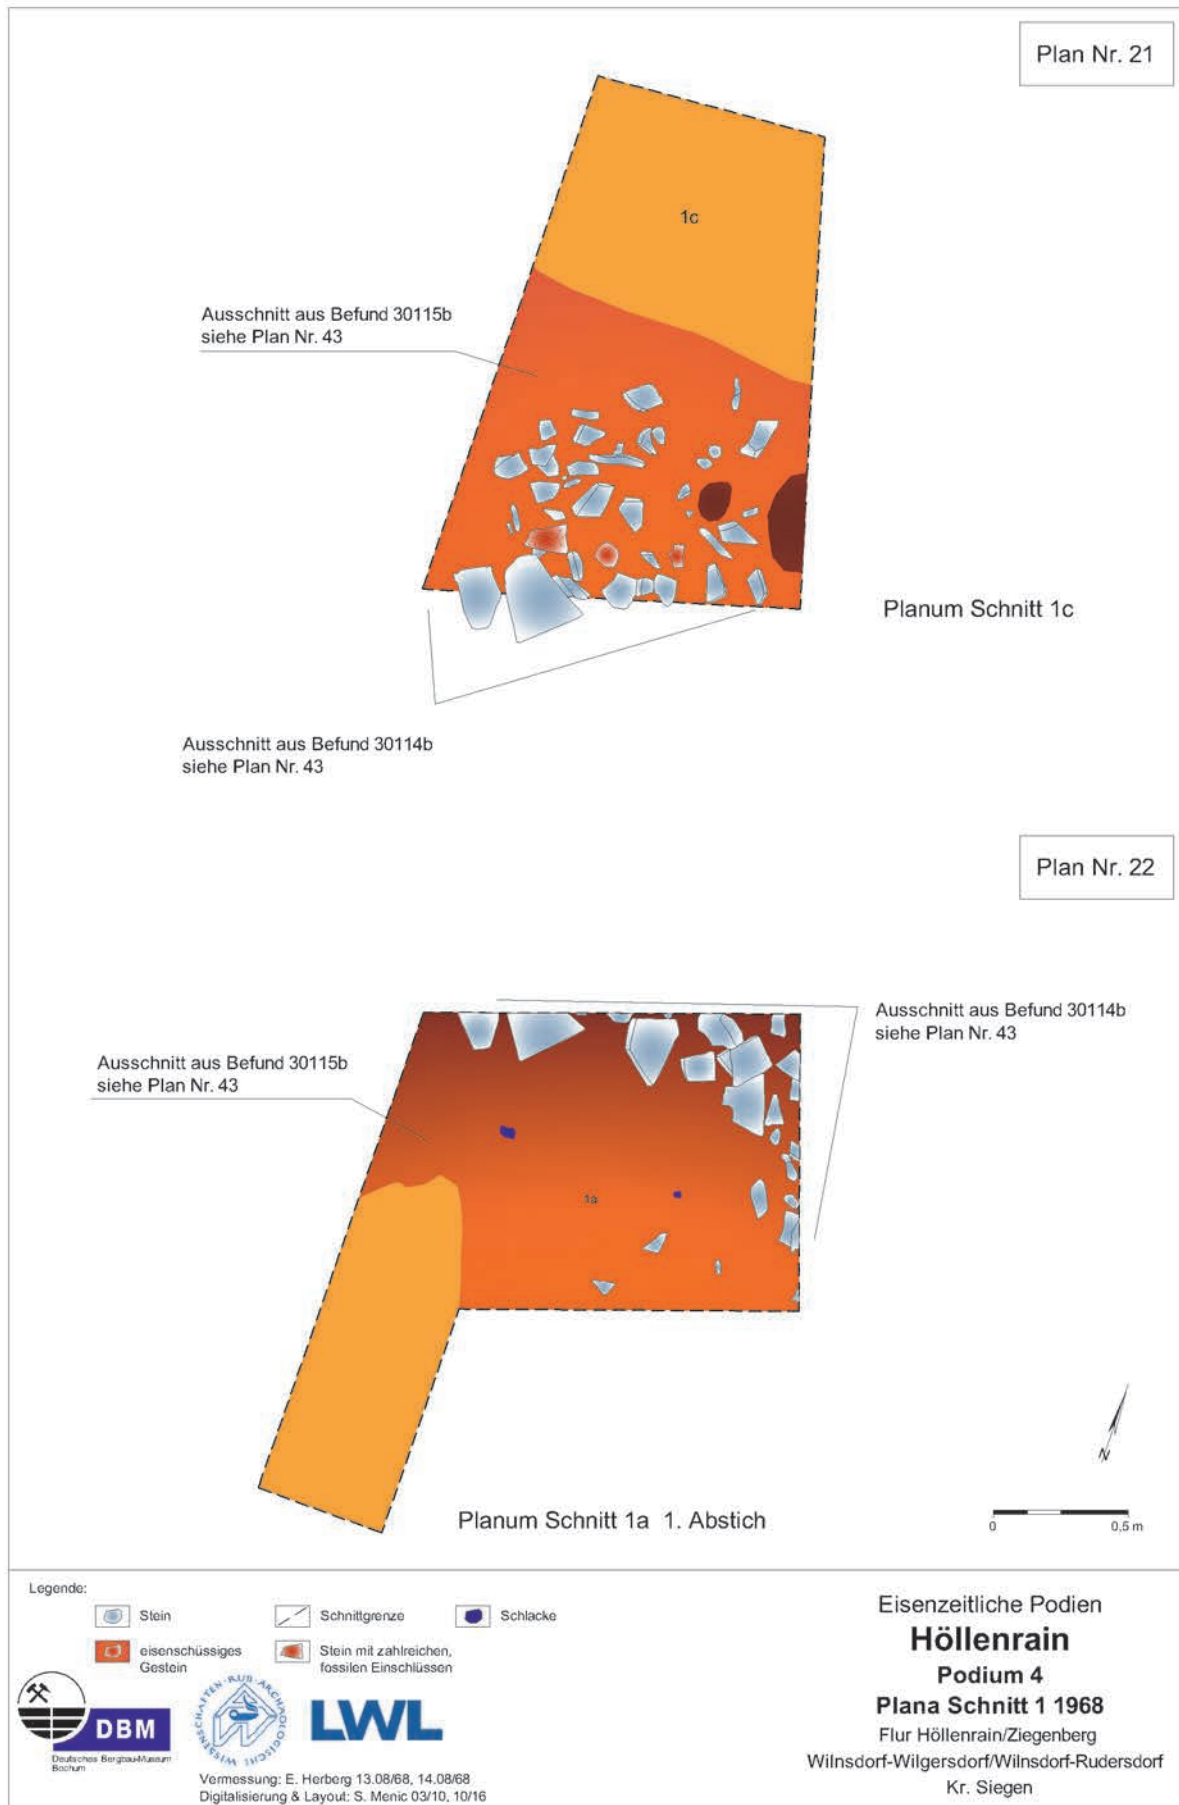 Plan Nr. 21
1c
Ausschnitt aus Befund 30115b
siehe Plan Nr. 43
Planum Schnitt 1c
Ausschnitt aus Befund 30114b
siehe Plan Nr. 43
Plan Nr. 22
Ausschnitt aus Befund 30114b
siehe Plan Nr. 43
Ausschnitt aus Befund 30115b
siehe Plan Nr. 43
1a
N
Planum Schnitt 1a 1. Abstich
0 0,5 m
Legende:
Stein
Schnittgrenze
Schlacke
eisenschüssiges
Gestein
Stein mit zahlreichen,
fossilen Einschlüssen
DBM
Deutsches Bergbau-Museum
Bochum
RUB·ARCHÄOLOGISCHE WISSENSCHAFTEN
LWL
Vermessung: E. Herberg 13.08/68, 14.08/68
Digitalisierung & Layout: S. Menic 03/10, 10/16
Eisenzeitliche Podien
Höllenrain
Podium 4
Plana Schnitt 1 1968
Flur Höllenrain/Ziegenberg
Wilnsdorf-Wilgersdorf/Wilnsdorf-Rudersdorf
Kr. Siegen